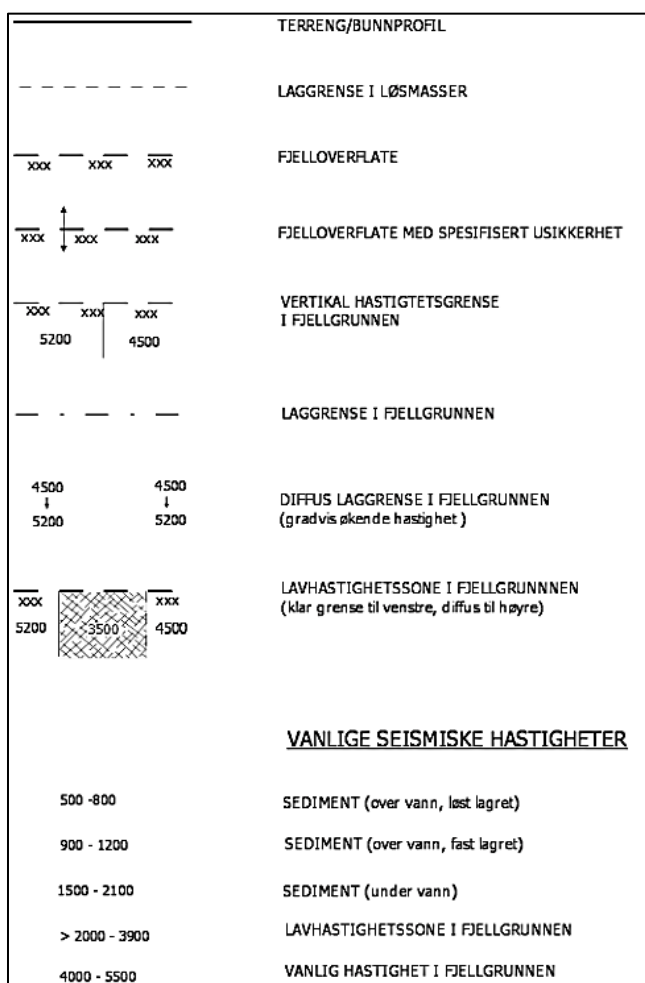 TERRENG/BUNNPROFIL
LAGGRENSE I LØSMASSER
FJELLOVERFLATE
xxx xxx xxx
FJELLOVERFLATE MED SPESIFISERT USIKKERHET
xxx xxx xxx
VERTIKAL HASTIGTETSGRENSE
I FJELLGRUNNEN
xxx xxx xxx
5200 4500
LAGGRENSE I FJELLGRUNNEN
4500 4500
5200 5200
DIFFUS LAGGRENSE I FJELLGRUNNEN
(gradvis økende hastighet )
LAVHASTIGHETSSONE I FJELLGRUNNNEN
(klar grense til venstre, diffus til høyre)
xxx xxx
5200 3500 4500
VANLIGE SEISMISKE HASTIGHETER
500 -800 SEDIMENT (over vann, løst lagret)
900 - 1200 SEDIMENT (over vann, fast lagret)
1500 - 2100 SEDIMENT (under vann)
> 2000 - 3900 LAVHASTIGHETSSONE I FJELLGRUNNEN
4000 - 5500 VANLIG HASTIGHET I FJELLGRUNNEN